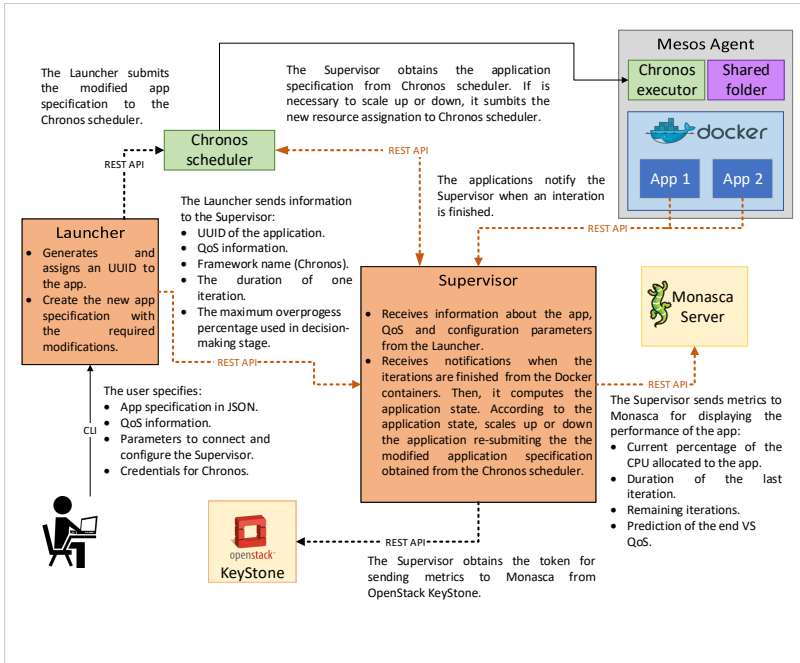 Mesos Agent
Chronos
executor
Shared
folder
docker
App 1
App 2
The Launcher submits
the modified app
specification to the
Chronos scheduler.
The Supervisor obtains the application
specification from Chronos scheduler. If is
necessary to scale up or down, it sumbits the
new resource assignation to Chronos scheduler.
Chronos
scheduler
REST API
REST API
The applications notify the
Supervisor when an interation
is finished.
REST API
The Launcher sends information
to the Supervisor:
• UUID of the application.
• QoS information.
• Framework name (Chronos).
• The duration of one
iteration.
• The maximum overprogess
percentage used in decision-
making stage.
REST API
Launcher
• Generates and
assigns an UUID to
the app.
• Create the new app
specification with
the required
modifications.
Supervisor
• Receives information about the app,
QoS and configuration parameters
from the Launcher.
• Receives notifications when the
iterations are finished from the Docker
containers. Then, it computes the
application state. According to the
application state, scales up or down
the application re-submiting the the
modified application specification
obtained from the Chronos scheduler.
Monasca
Server
REST API
The Supervisor sends metrics to
Monasca for displaying the
performance of the app:
• Current percentage of the
CPU allocated to the app.
• Duration of the last
iteration.
• Remaining iterations.
• Prediction of the end VS
QoS.
CLI
The user specifies:
• App specification in JSON.
• QoS information.
• Parameters to connect and
configure the Supervisor.
• Credentials for Chronos.
openstack
KeyStone
REST API
The Supervisor obtains the token for
sending metrics to Monasca from
OpenStack KeyStone.